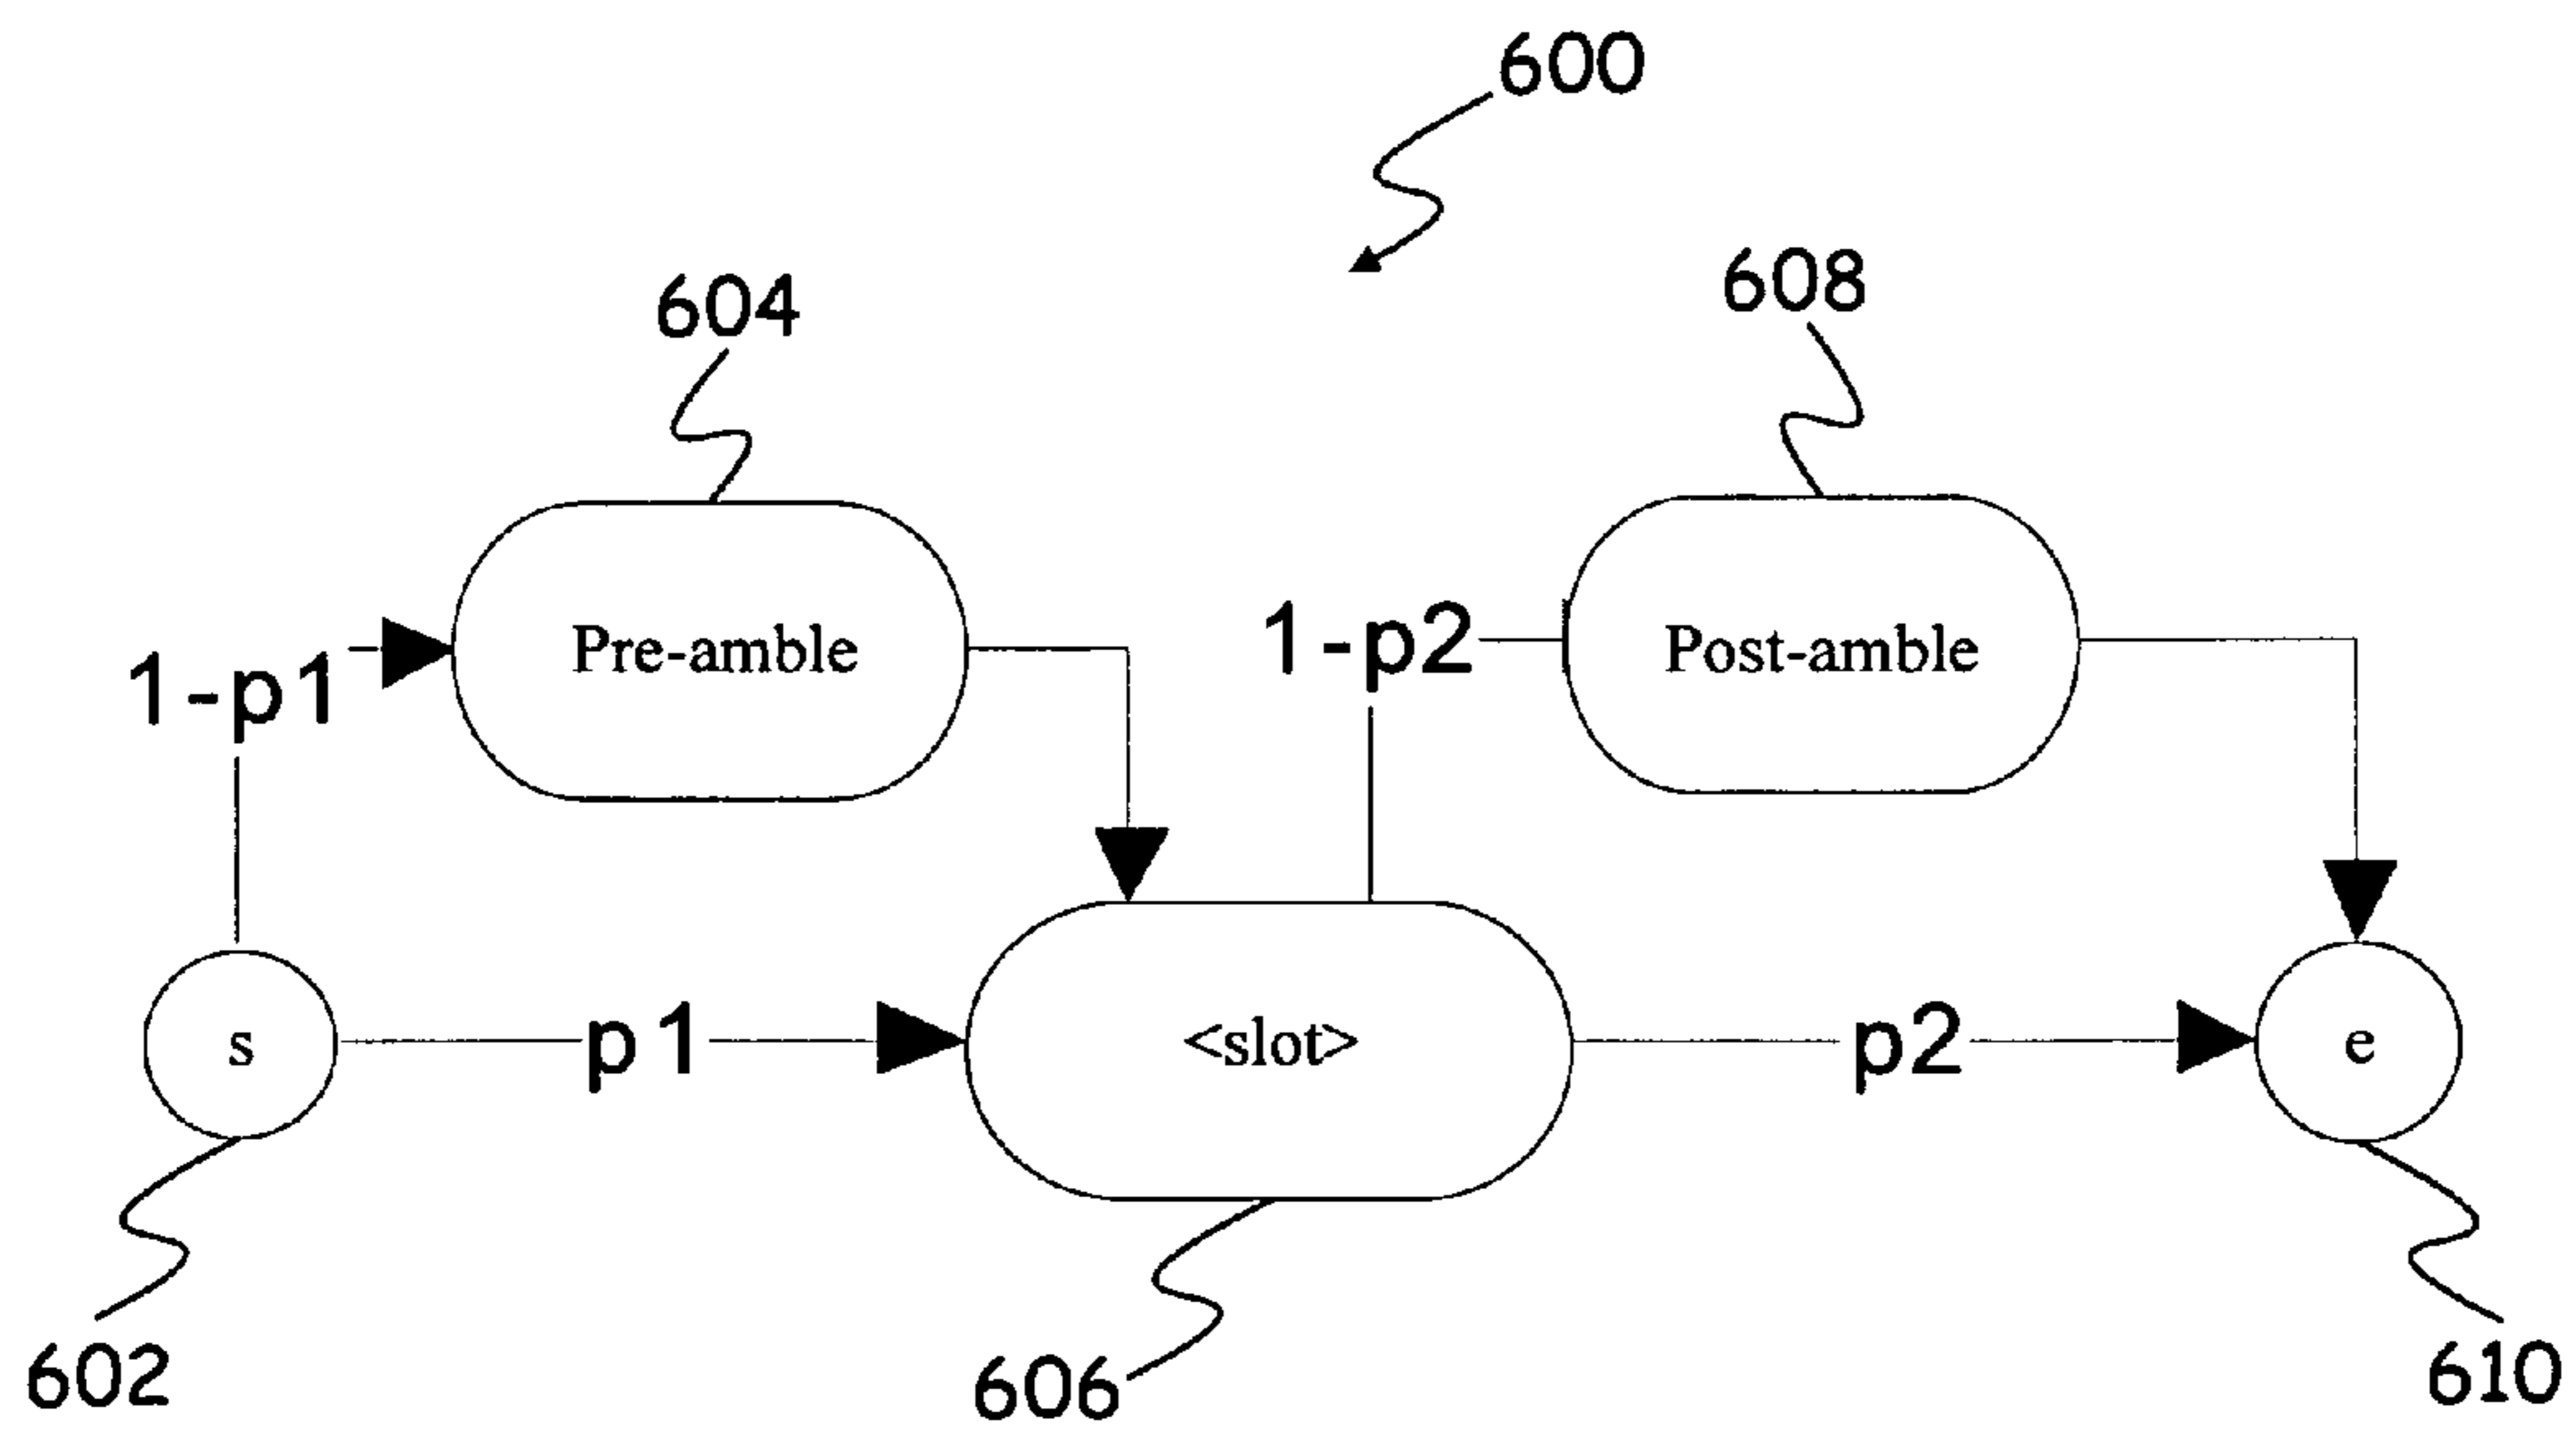 600
604
608
1-p1
Pre-amble
1-p2
Post-amble
s
p1
<slot>
p2
e
602
606
610